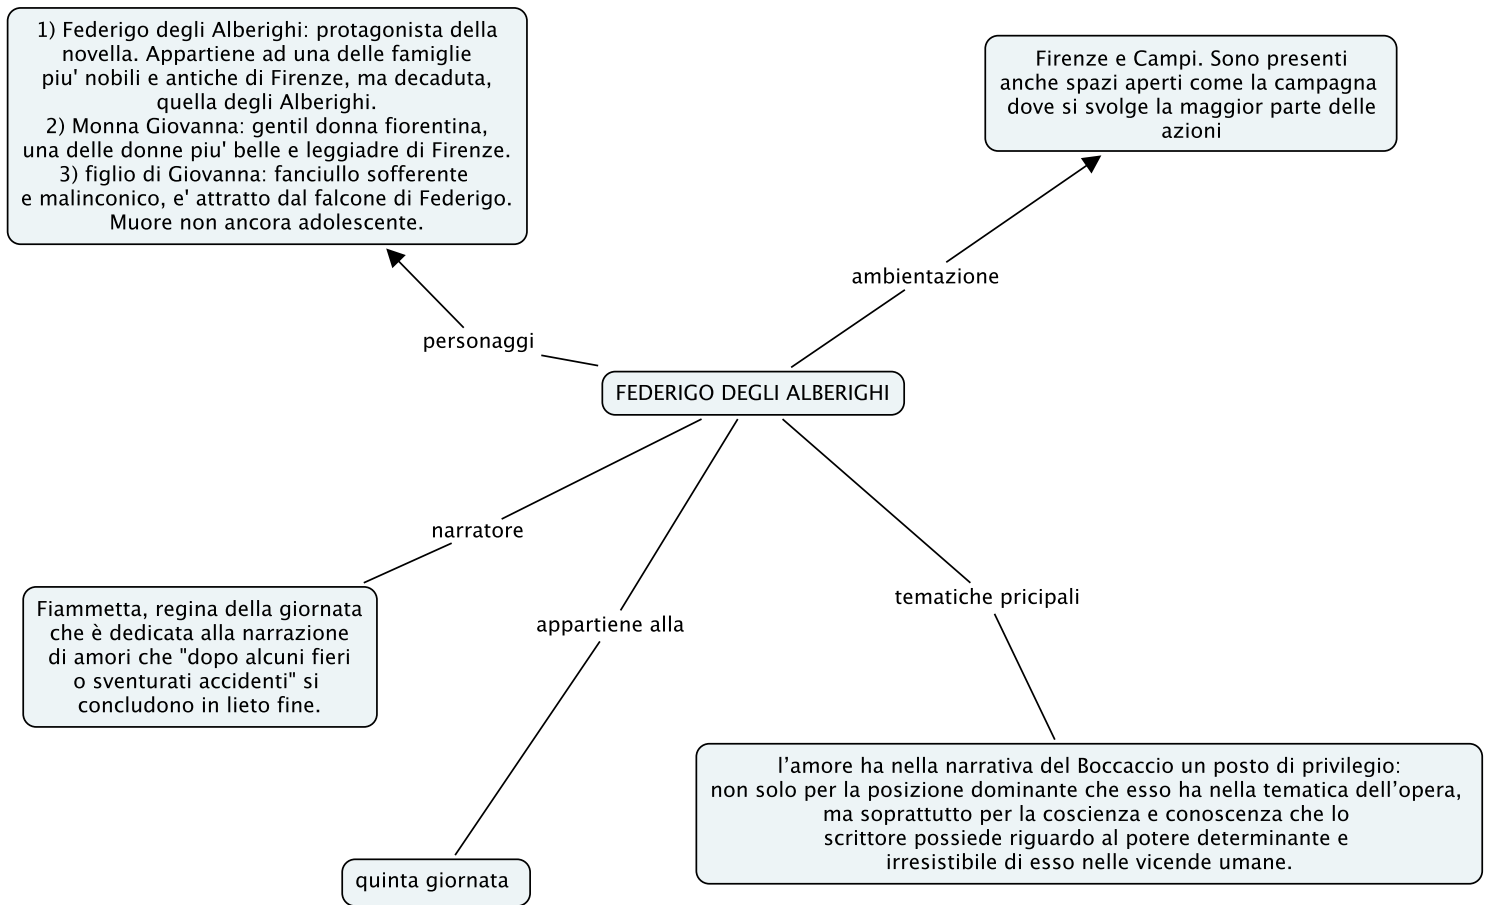 1) Federigo degli Alberighi: protagonista della
novella. Appartiene ad una delle famiglie
piu' nobili e antiche di Firenze, ma decaduta,
quella degli Alberighi.
2) Monna Giovanna: gentil donna fiorentina,
una delle donne piu' belle e leggiadre di Firenze.
3) figlio di Giovanna: fanciullo sofferente
e malinconico, e' attratto dal falcone di Federigo.
Muore non ancora adolescente.
Firenze e Campi. Sono presenti
anche spazi aperti come la campagna
dove si svolge la maggior parte delle
azioni
ambientazione
personaggi
FEDERIGO DEGLI ALBERIGHI
narratore
Fiammetta, regina della giornata
che è dedicata alla narrazione
di amori che "dopo alcuni fieri
o sventurati accidenti" si
concludono in lieto fine.
appartiene alla
quinta giornata
tematiche pricipali
l’amore ha nella narrativa del Boccaccio un posto di privilegio:
non solo per la posizione dominante che esso ha nella tematica dell’opera,
ma soprattutto per la coscienza e conoscenza che lo
scrittore possiede riguardo al potere determinante e
irresistibile di esso nelle vicende umane.